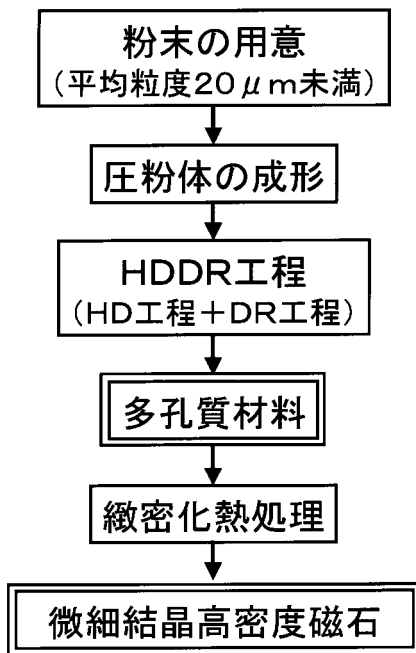 粉末の用意
(平均粒度20μm未満)
圧粉体の成形
HDDR工程
(HD工程+DR工程)
多孔質材料
緻密化熱処理
微細結晶高密度磁石